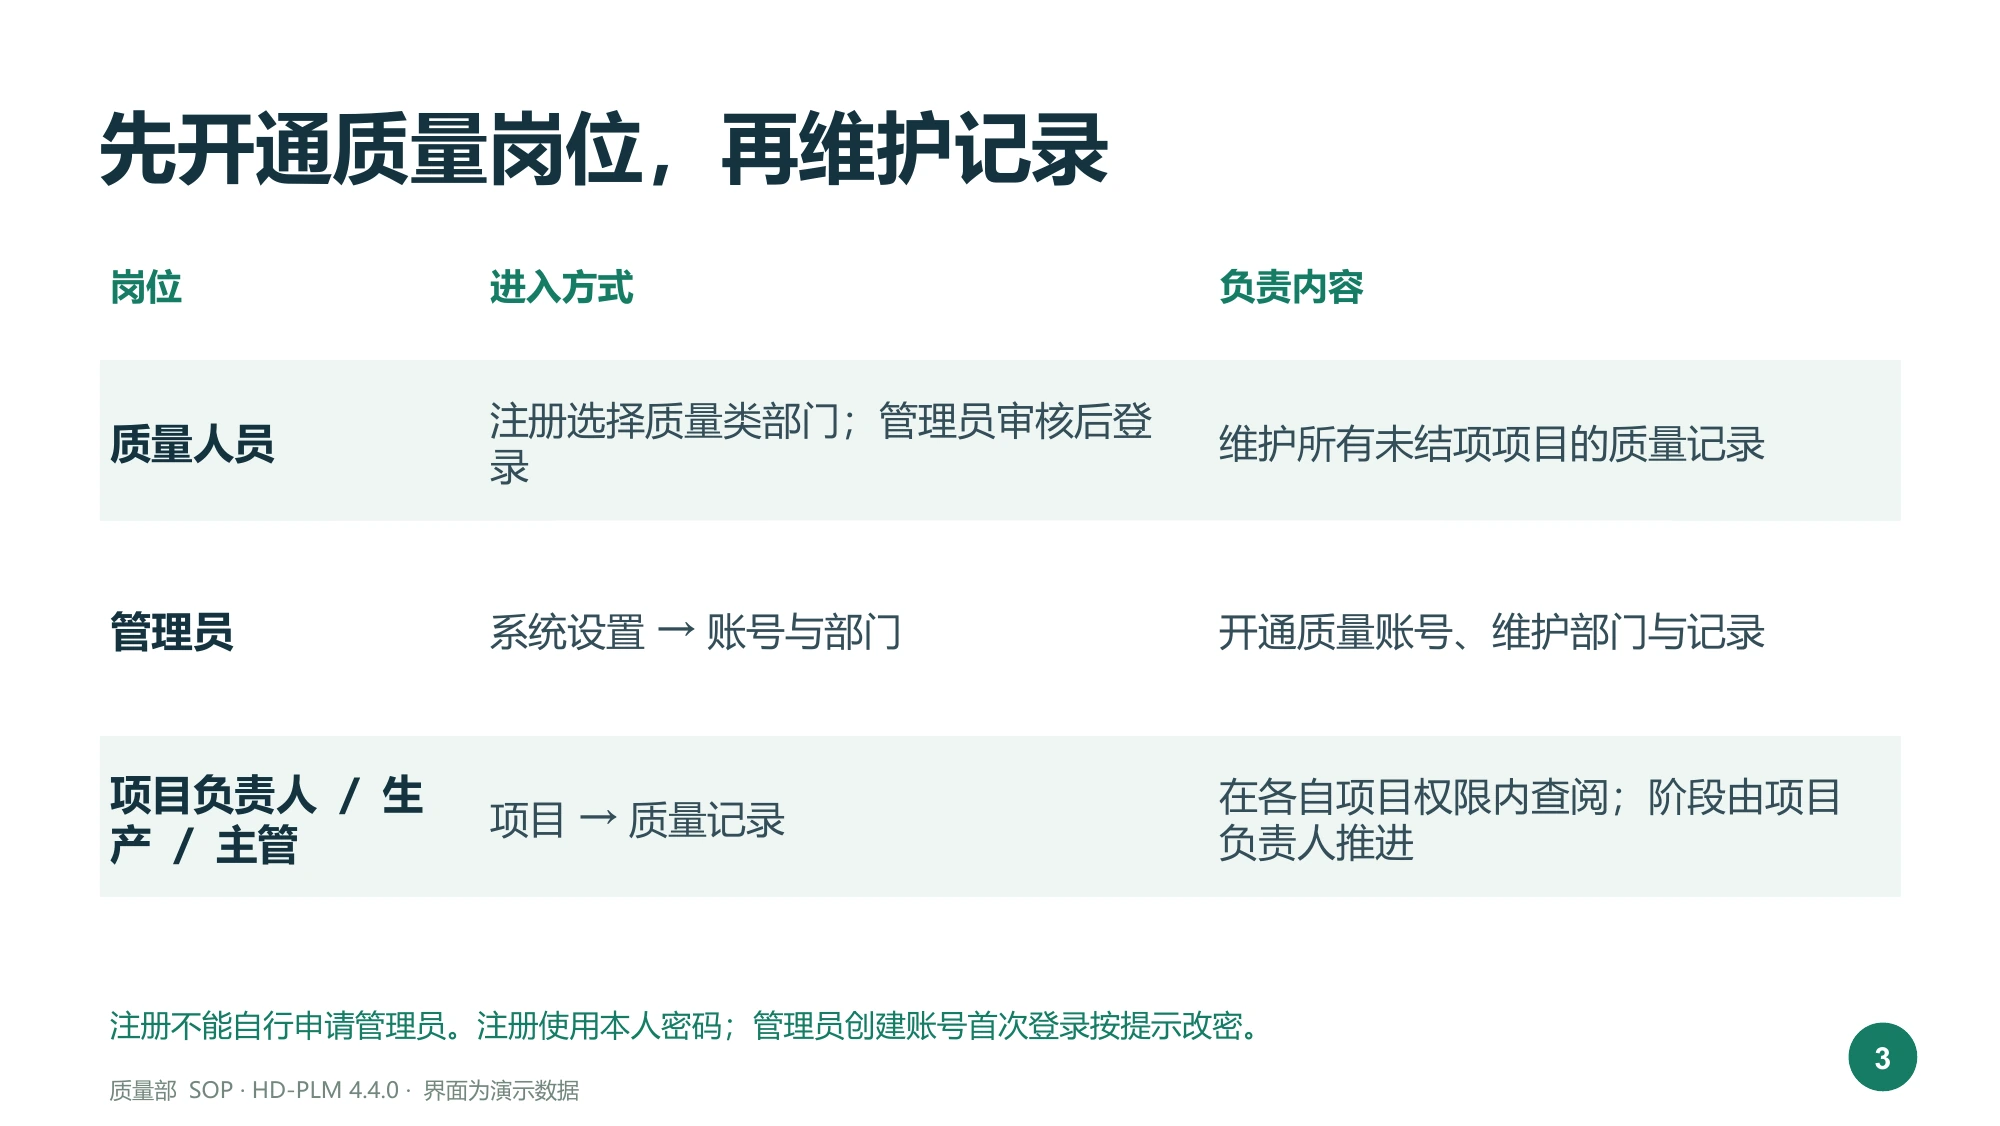 先开通质量岗位，再维护记录
岗位
进入方式
负责内容
质量人员
注册选择质量类部门；管理员审核后登
录
维护所有未结项项目的质量记录
管理员
系统设置 → 账号与部门
开通质量账号、维护部门与记录
项目负责人 / 生
产 / 主管
项目 → 质量记录
在各自项目权限内查阅；阶段由项目
负责人推进
注册不能自行申请管理员。注册使用本人密码；管理员创建账号首次登录按提示改密。
质量部 SOP · HD-PLM 4.4.0 · 界面为演示数据
3